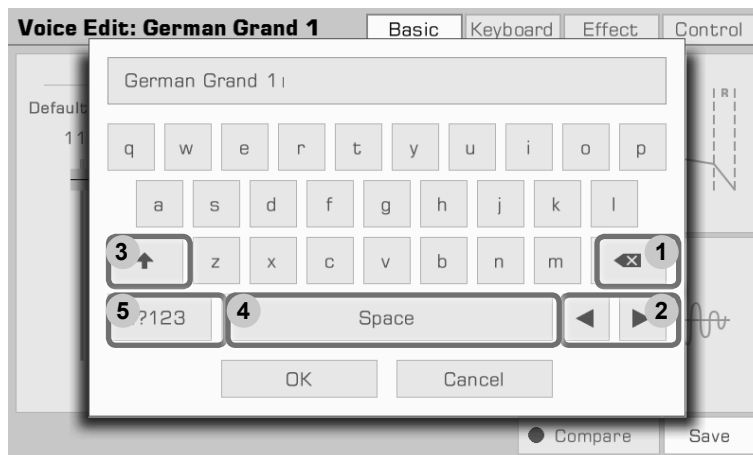 Voice Edit: German Grand 1 Basic Keyboard Effect Control
German Grand 1
Default
11
R
q w e r t y u i o p
a s d f g h j k l
3 z x c v b n m 1
5 ?123 4 Space 2
OK Cancel
Compare Save